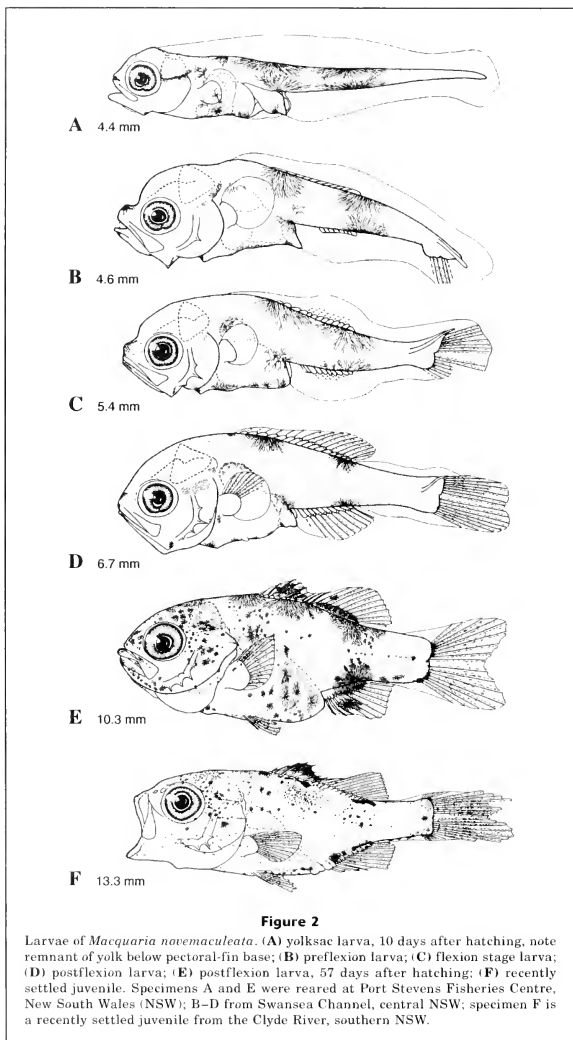 A 4.4 mm
B 4.6 mm
C 5.4 mm
D 6.7 mm
E 10.3 mm
F 13.3 mm
Figure 2
Larvae of Macquaria novemaculeata. (A) yolksac larva, 10 days after hatching, note
remnant of yolk below pectoral-fin base; (B) preflexion larva; (C) flexion stage larva;
(D) postflexion larva; (E) postflexion larva, 57 days after hatching; (F) recently
settled juvenile. Specimens A and E were reared at Port Stevens Fisheries Centre,
New South Wales (NSW); B–D from Swansea Channel, central NSW; specimen F is
a recently settled juvenile from the Clyde River, southern NSW.